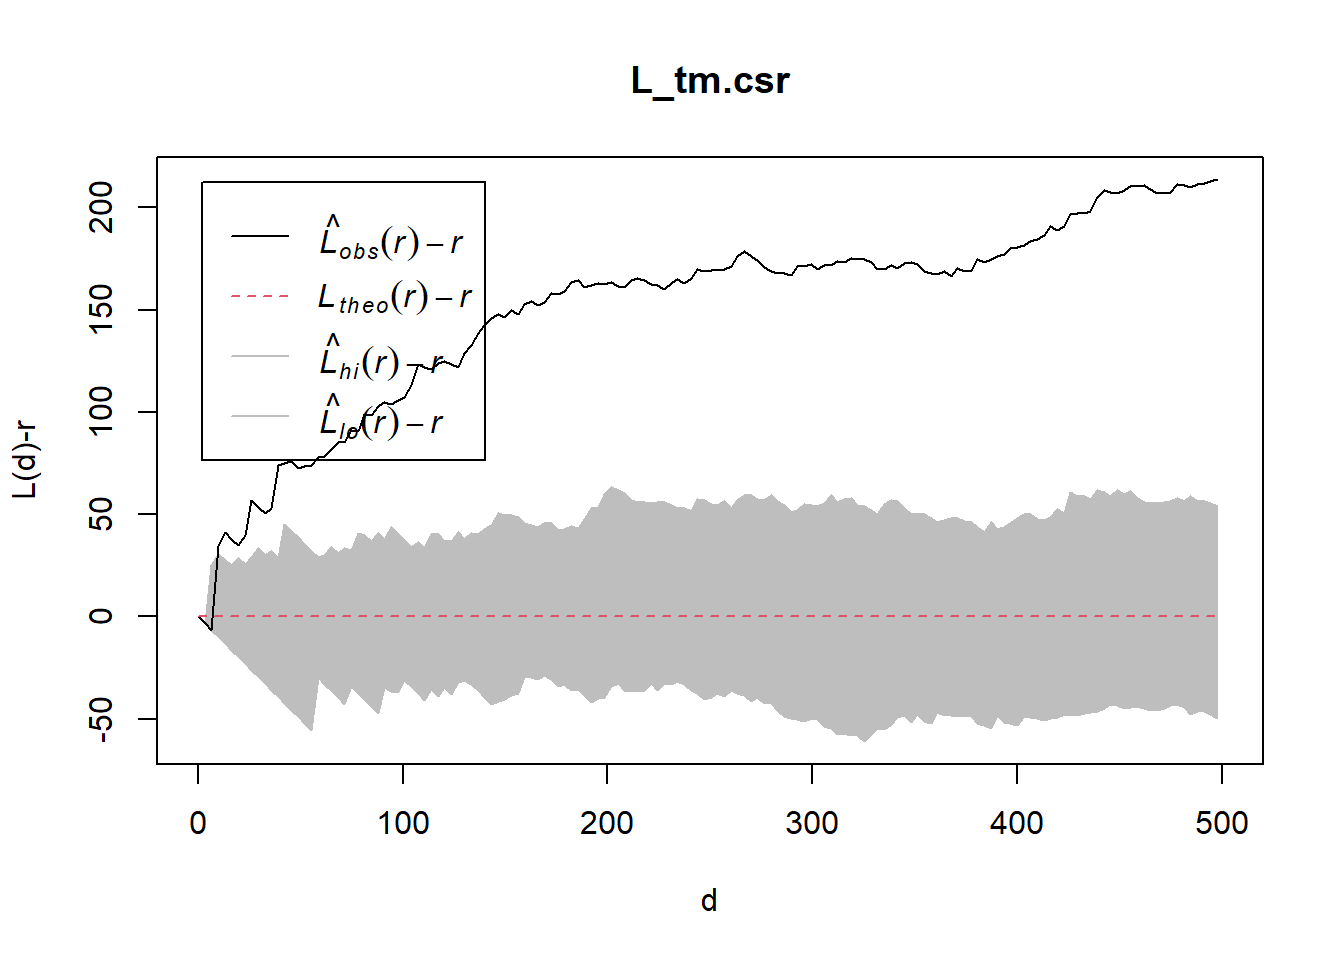 L_tm.csr
L(d)-r
200
150
100
50
0
-50
L̂obs(r) − r
Ltheo(r) − r
L̂hi(r) − r
L̂lo(r) − r
0 100 200 300 400 500
d